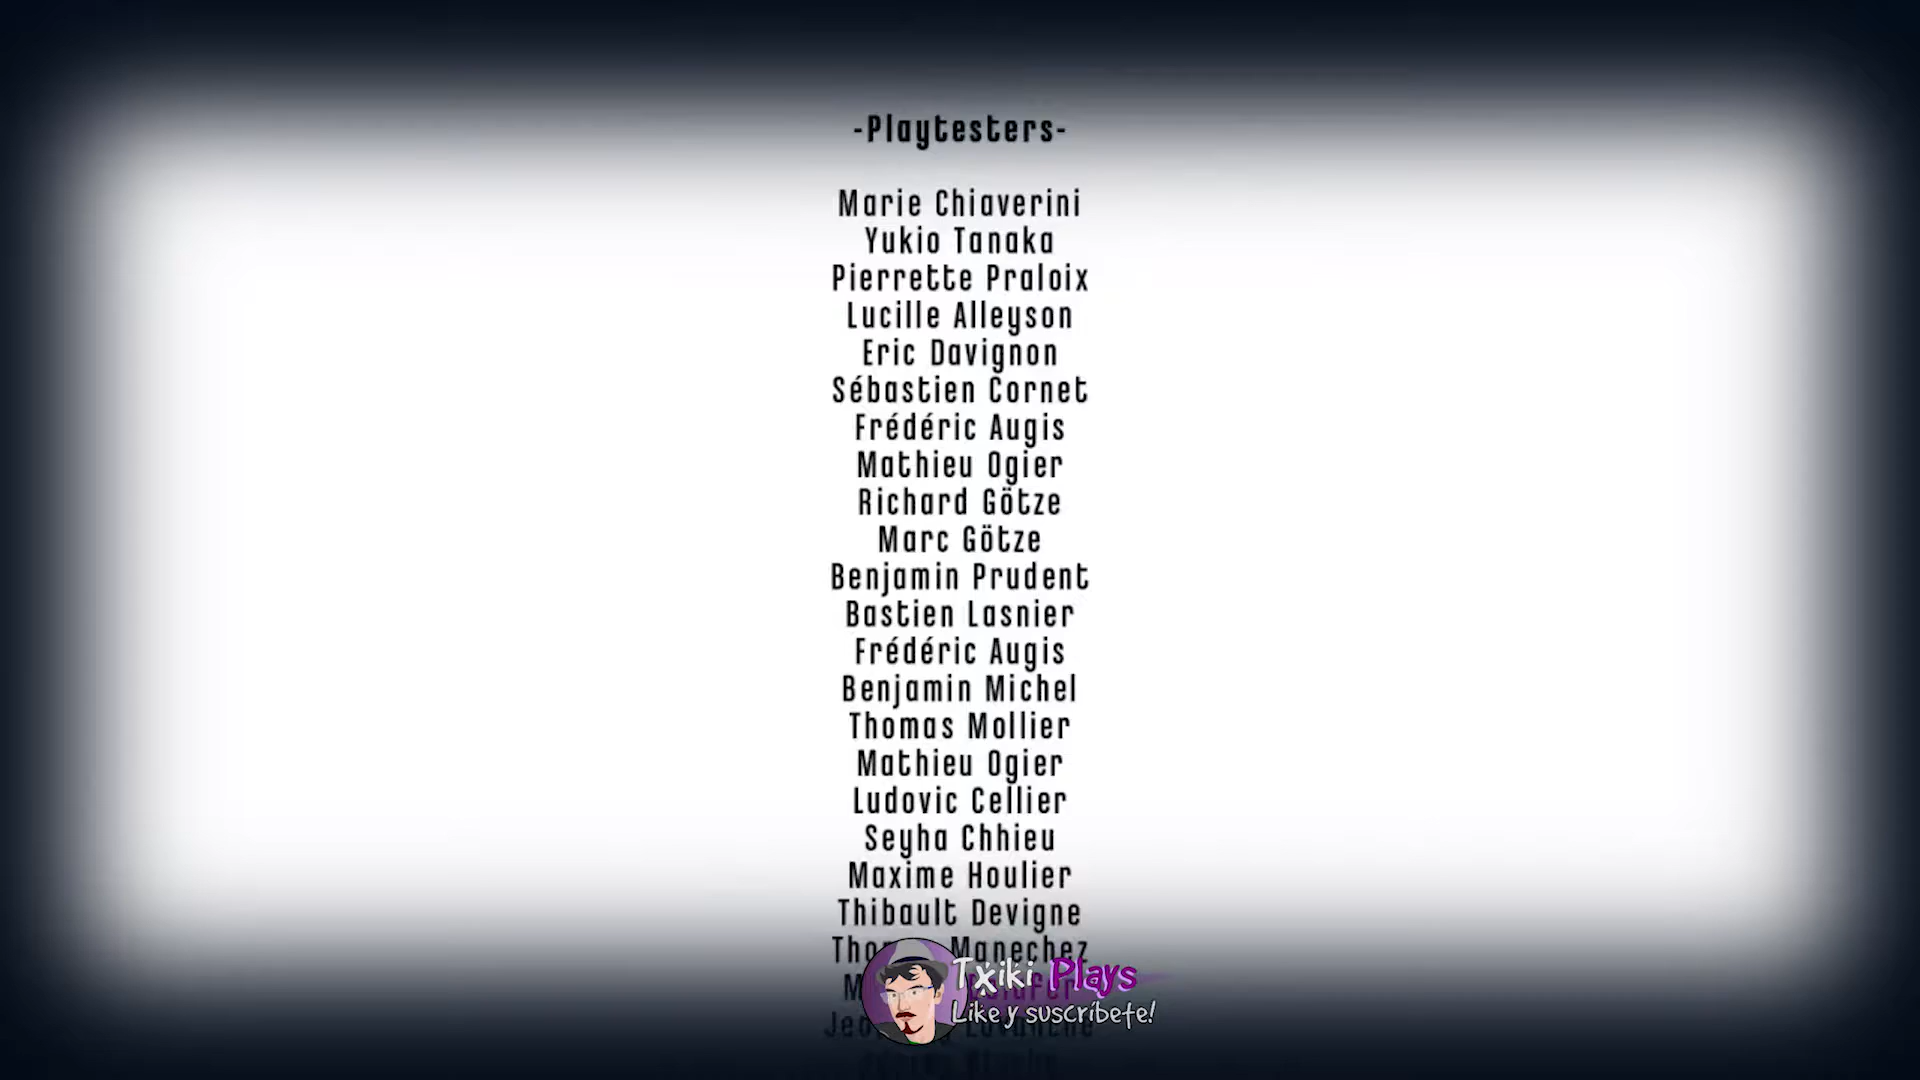 -Playtesters-
Marie Chiaverini
Yukio Tanaka
Pierrette Praloix
Lucille Alleyson
Eric Davignon
Sébastien Cornet
Frédéric Augis
Mathieu Ogier
Richard Götze
Marc Götze
Benjamin Prudent
Bastien Lasnier
Frédéric Augis
Benjamin Michel
Thomas Mollier
Mathieu Ogier
Ludovic Cellier
Seyha Chhieu
Maxime Houlier
Thibault Devigne
Manechez
Txiki Plays
Like y suscríbete!